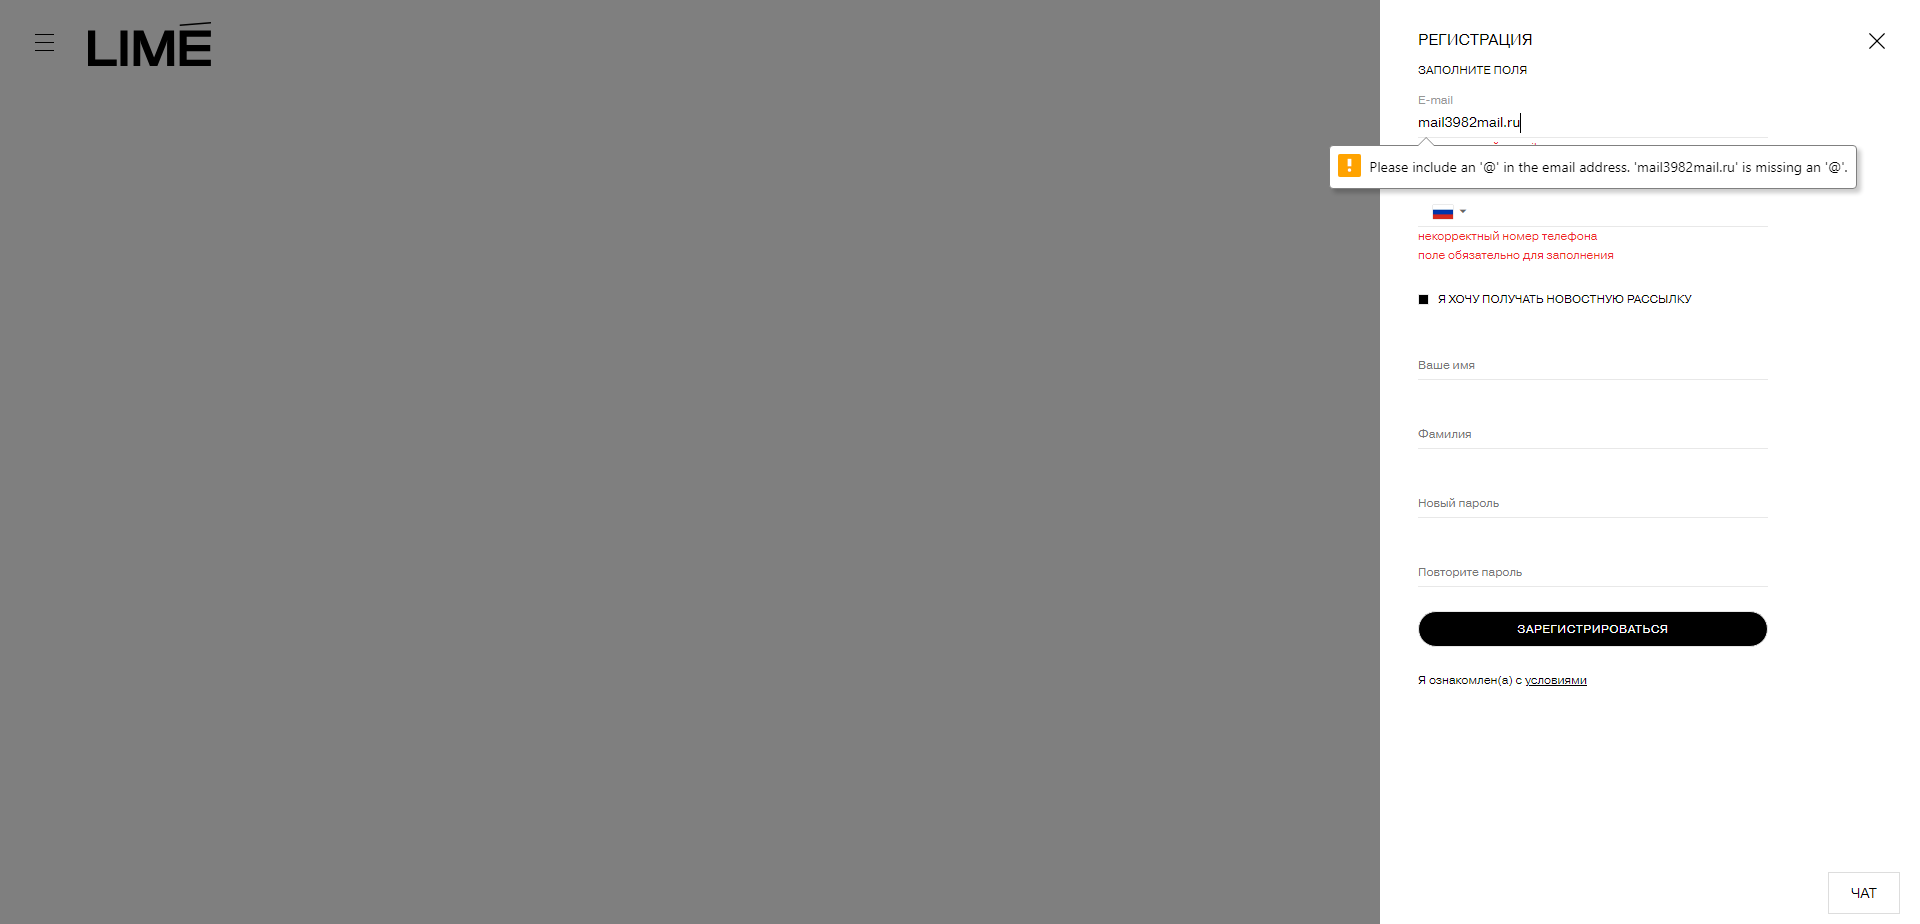 LIMÉ
РЕГИСТРАЦИЯ
ЗАПОЛНИТЕ ПОЛЯ
E-mail
mail3982mail.ru
Please include an '@' in the email address. 'mail3982mail.ru' is missing an '@'.
некорректный номер телефона
поле обязательно для заполнения
Я ХОЧУ ПОЛУЧАТЬ НОВОСТНУЮ РАССЫЛКУ
Ваше имя
Фамилия
Новый пароль
Повторите пароль
ЗАРЕГИСТРИРОВАТЬСЯ
Я ознакомлен(а) с условиями
ЧАТ